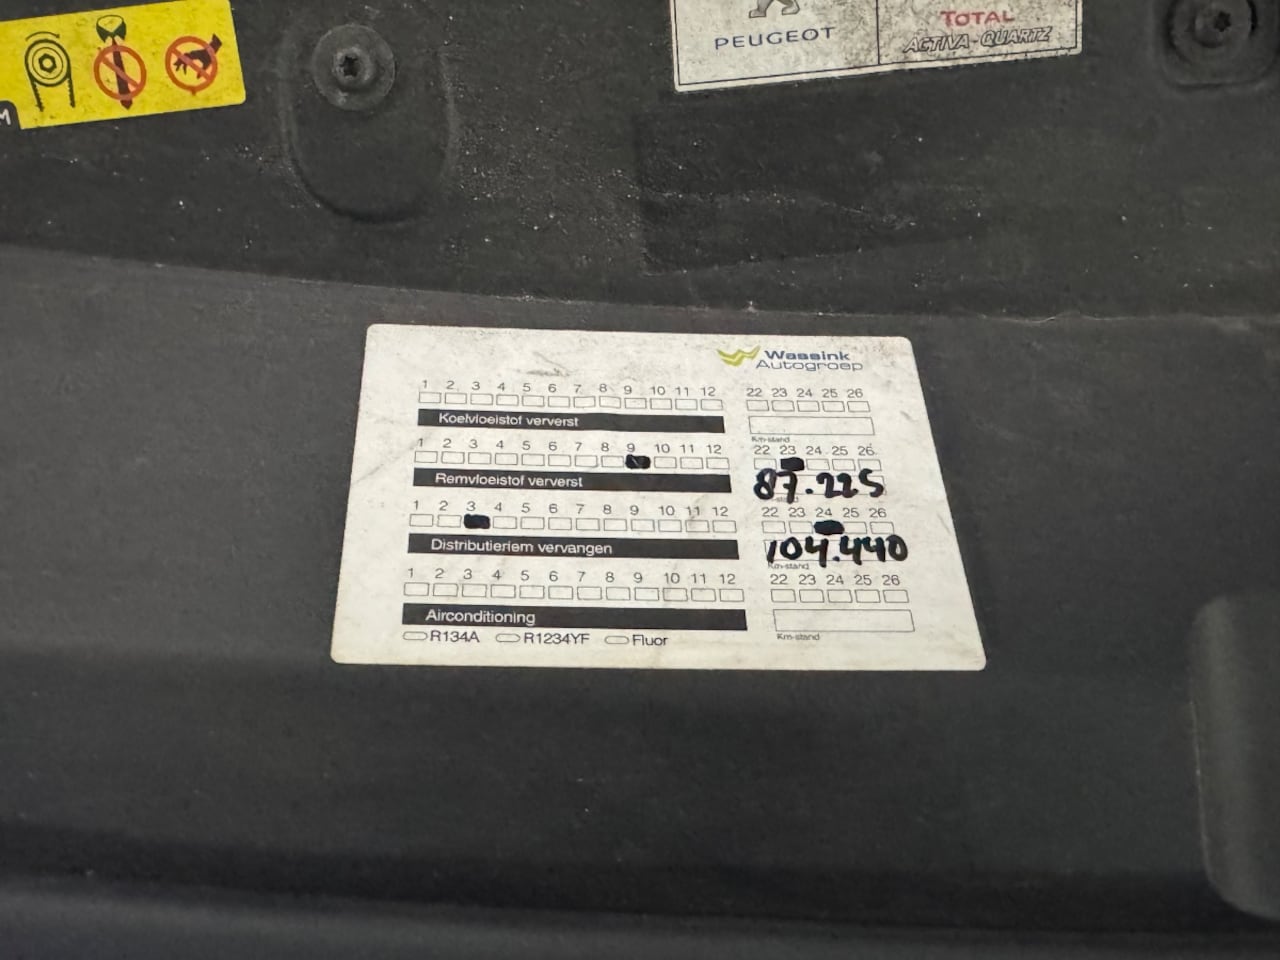 M
PEUGEOT
TOTAL
ACTIVA-QUARTZ
Wassink
Autogroep
1 2 3 4 5 6 7 8 9 10 11 12 22 23 24 25 26
Koelvloeistof ververst
Km-stand
1 2 3 4 5 6 7 8 9 10 11 12 22 23 24 25 26
Remvloeistof ververst 87.225
1 2 3 4 5 6 7 8 9 10 11 12 22 23 24 25 26
Distributieriem vervangen 104.440
Km-stand
1 2 3 4 5 6 7 8 9 10 11 12 22 23 24 25 26
Airconditioning
R134A R1234YF Fluor Km-stand